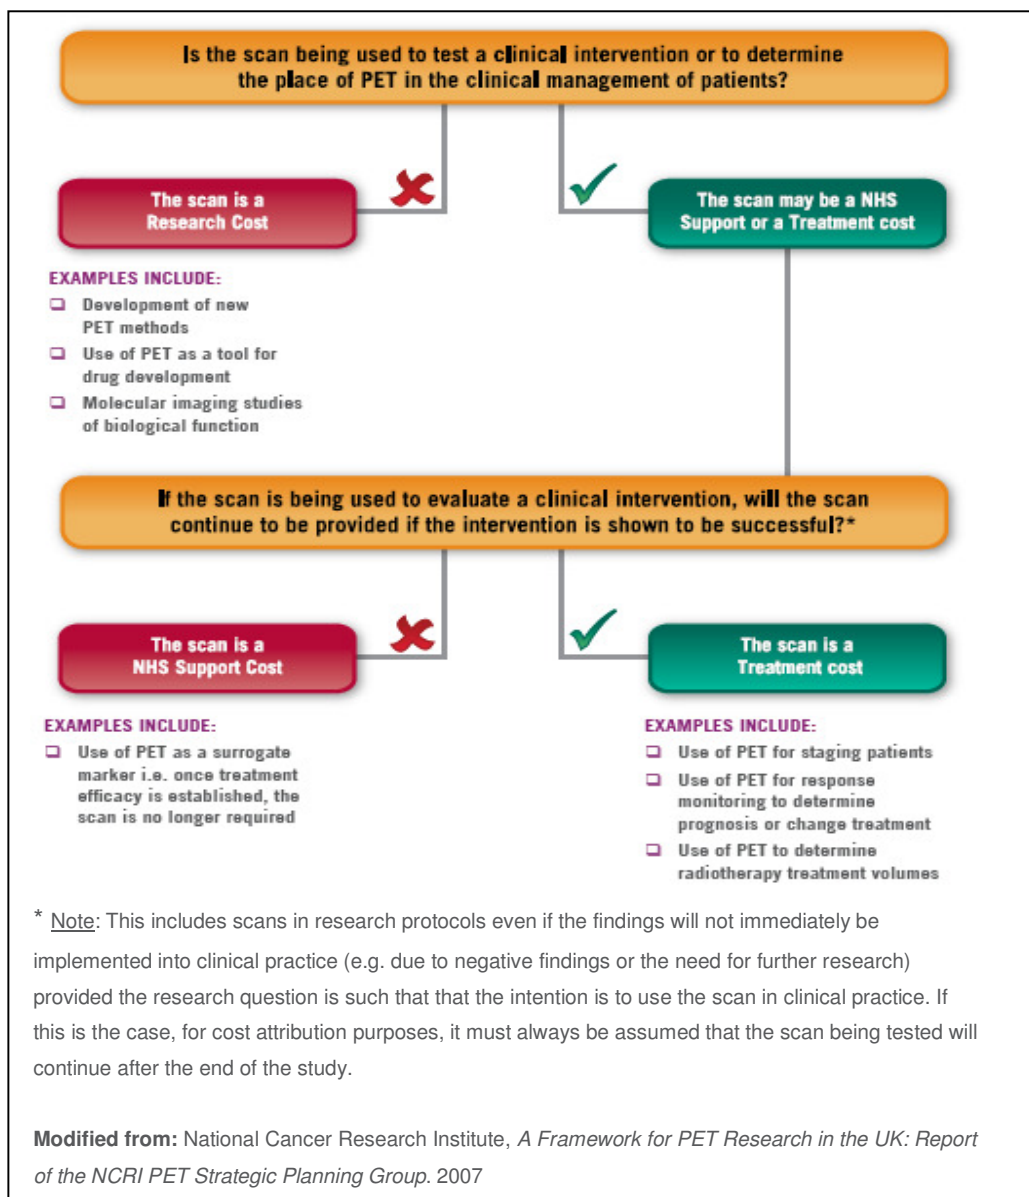 Is the scan being used to test a clinical intervention or to determine
the place of PET in the clinical management of patients?
The scan is a
Research Cost
The scan may be a NHS
Support or a Treatment cost
EXAMPLES INCLUDE:
Development of new
PET methods
Use of PET as a tool for
drug development
Molecular imaging studies
of biological function
If the scan is being used to evaluate a clinical intervention, will the scan
continue to be provided if the intervention is shown to be successful?*
The scan is a
NHS Support Cost
The scan is a
Treatment cost
EXAMPLES INCLUDE:
Use of PET as a surrogate
marker i.e. once treatment
efficacy is established, the
scan is no longer required
EXAMPLES INCLUDE:
Use of PET for staging patients
Use of PET for response
monitoring to determine
prognosis or change treatment
Use of PET to determine
radiotherapy treatment volumes
* Note: This includes scans in research protocols even if the findings will not immediately be
implemented into clinical practice (e.g. due to negative findings or the need for further research)
provided the research question is such that that the intention is to use the scan in clinical practice. If
this is the case, for cost attribution purposes, it must always be assumed that the scan being tested will
continue after the end of the study.
Modified from: National Cancer Research Institute, A Framework for PET Research in the UK: Report
of the NCRI PET Strategic Planning Group. 2007